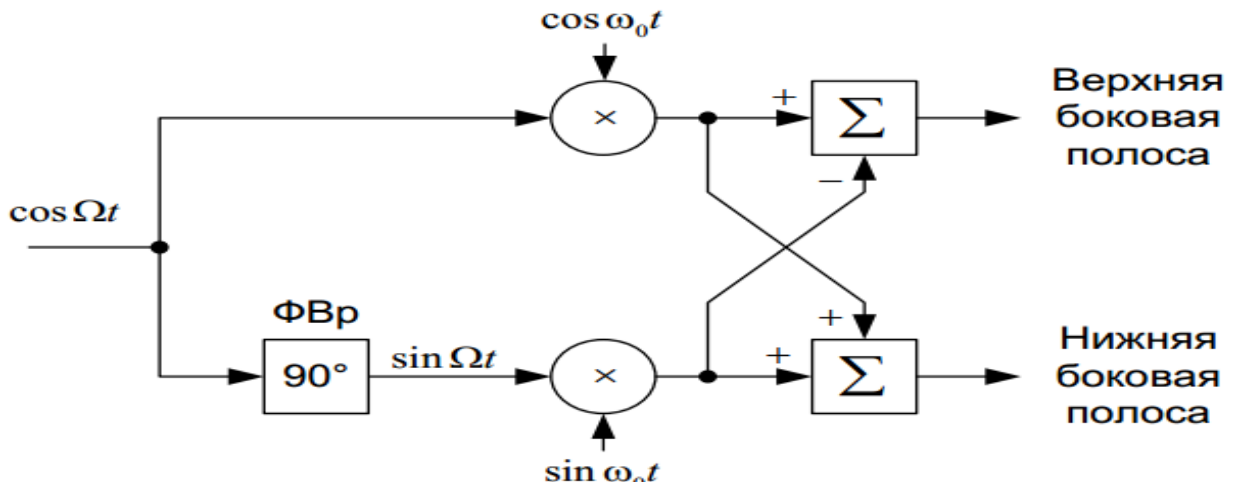 cos ω₀t
×
+
Σ
Верхняя
боковая
полоса
−
cos Ωt
ФВр
90°
sin Ωt
×
+
+
Σ
Нижняя
боковая
полоса
sin ω₀t